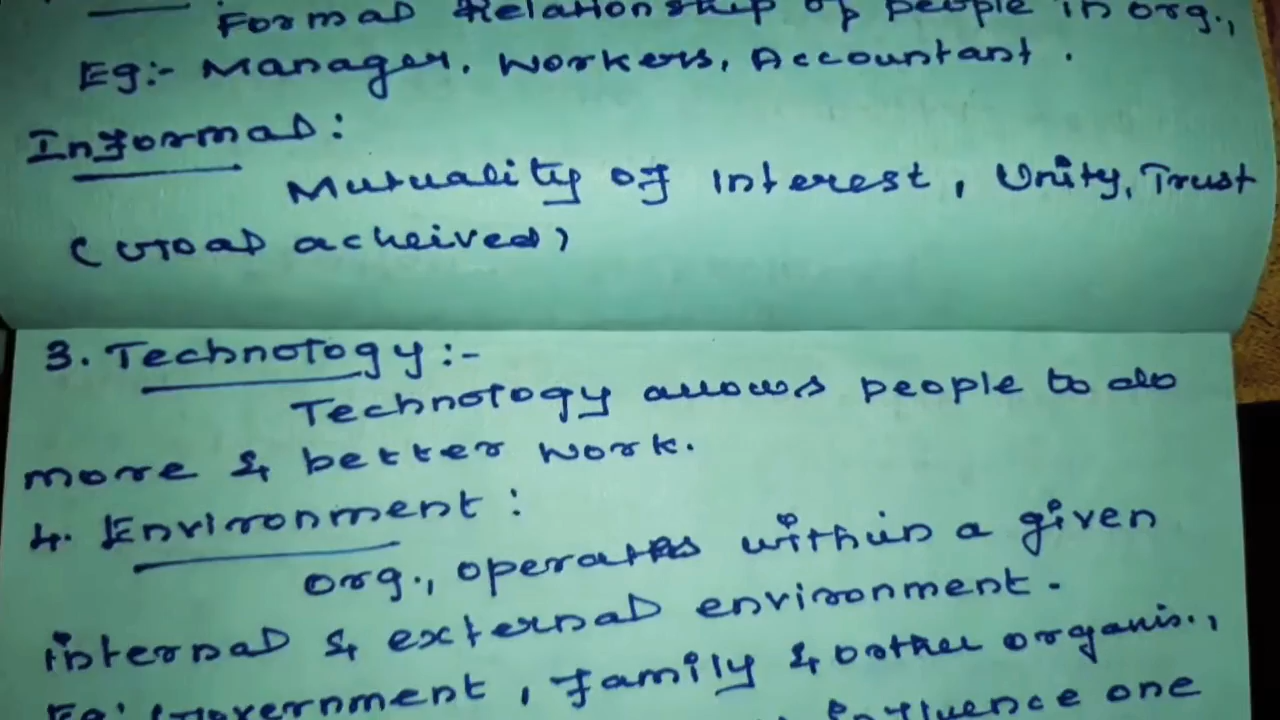 Formal Relationship of people in org.,
Eg:- Manager, Workers, Accountant.
Informal:
Mutuality of Interest, Unity, Trust
(Goal acheived)
3. Technology:-
Technology allows people to do
more & better work.
4. Environment:
org., operates within a given
internal & external environment.
Eg: Government, family & other organis.,
influence one